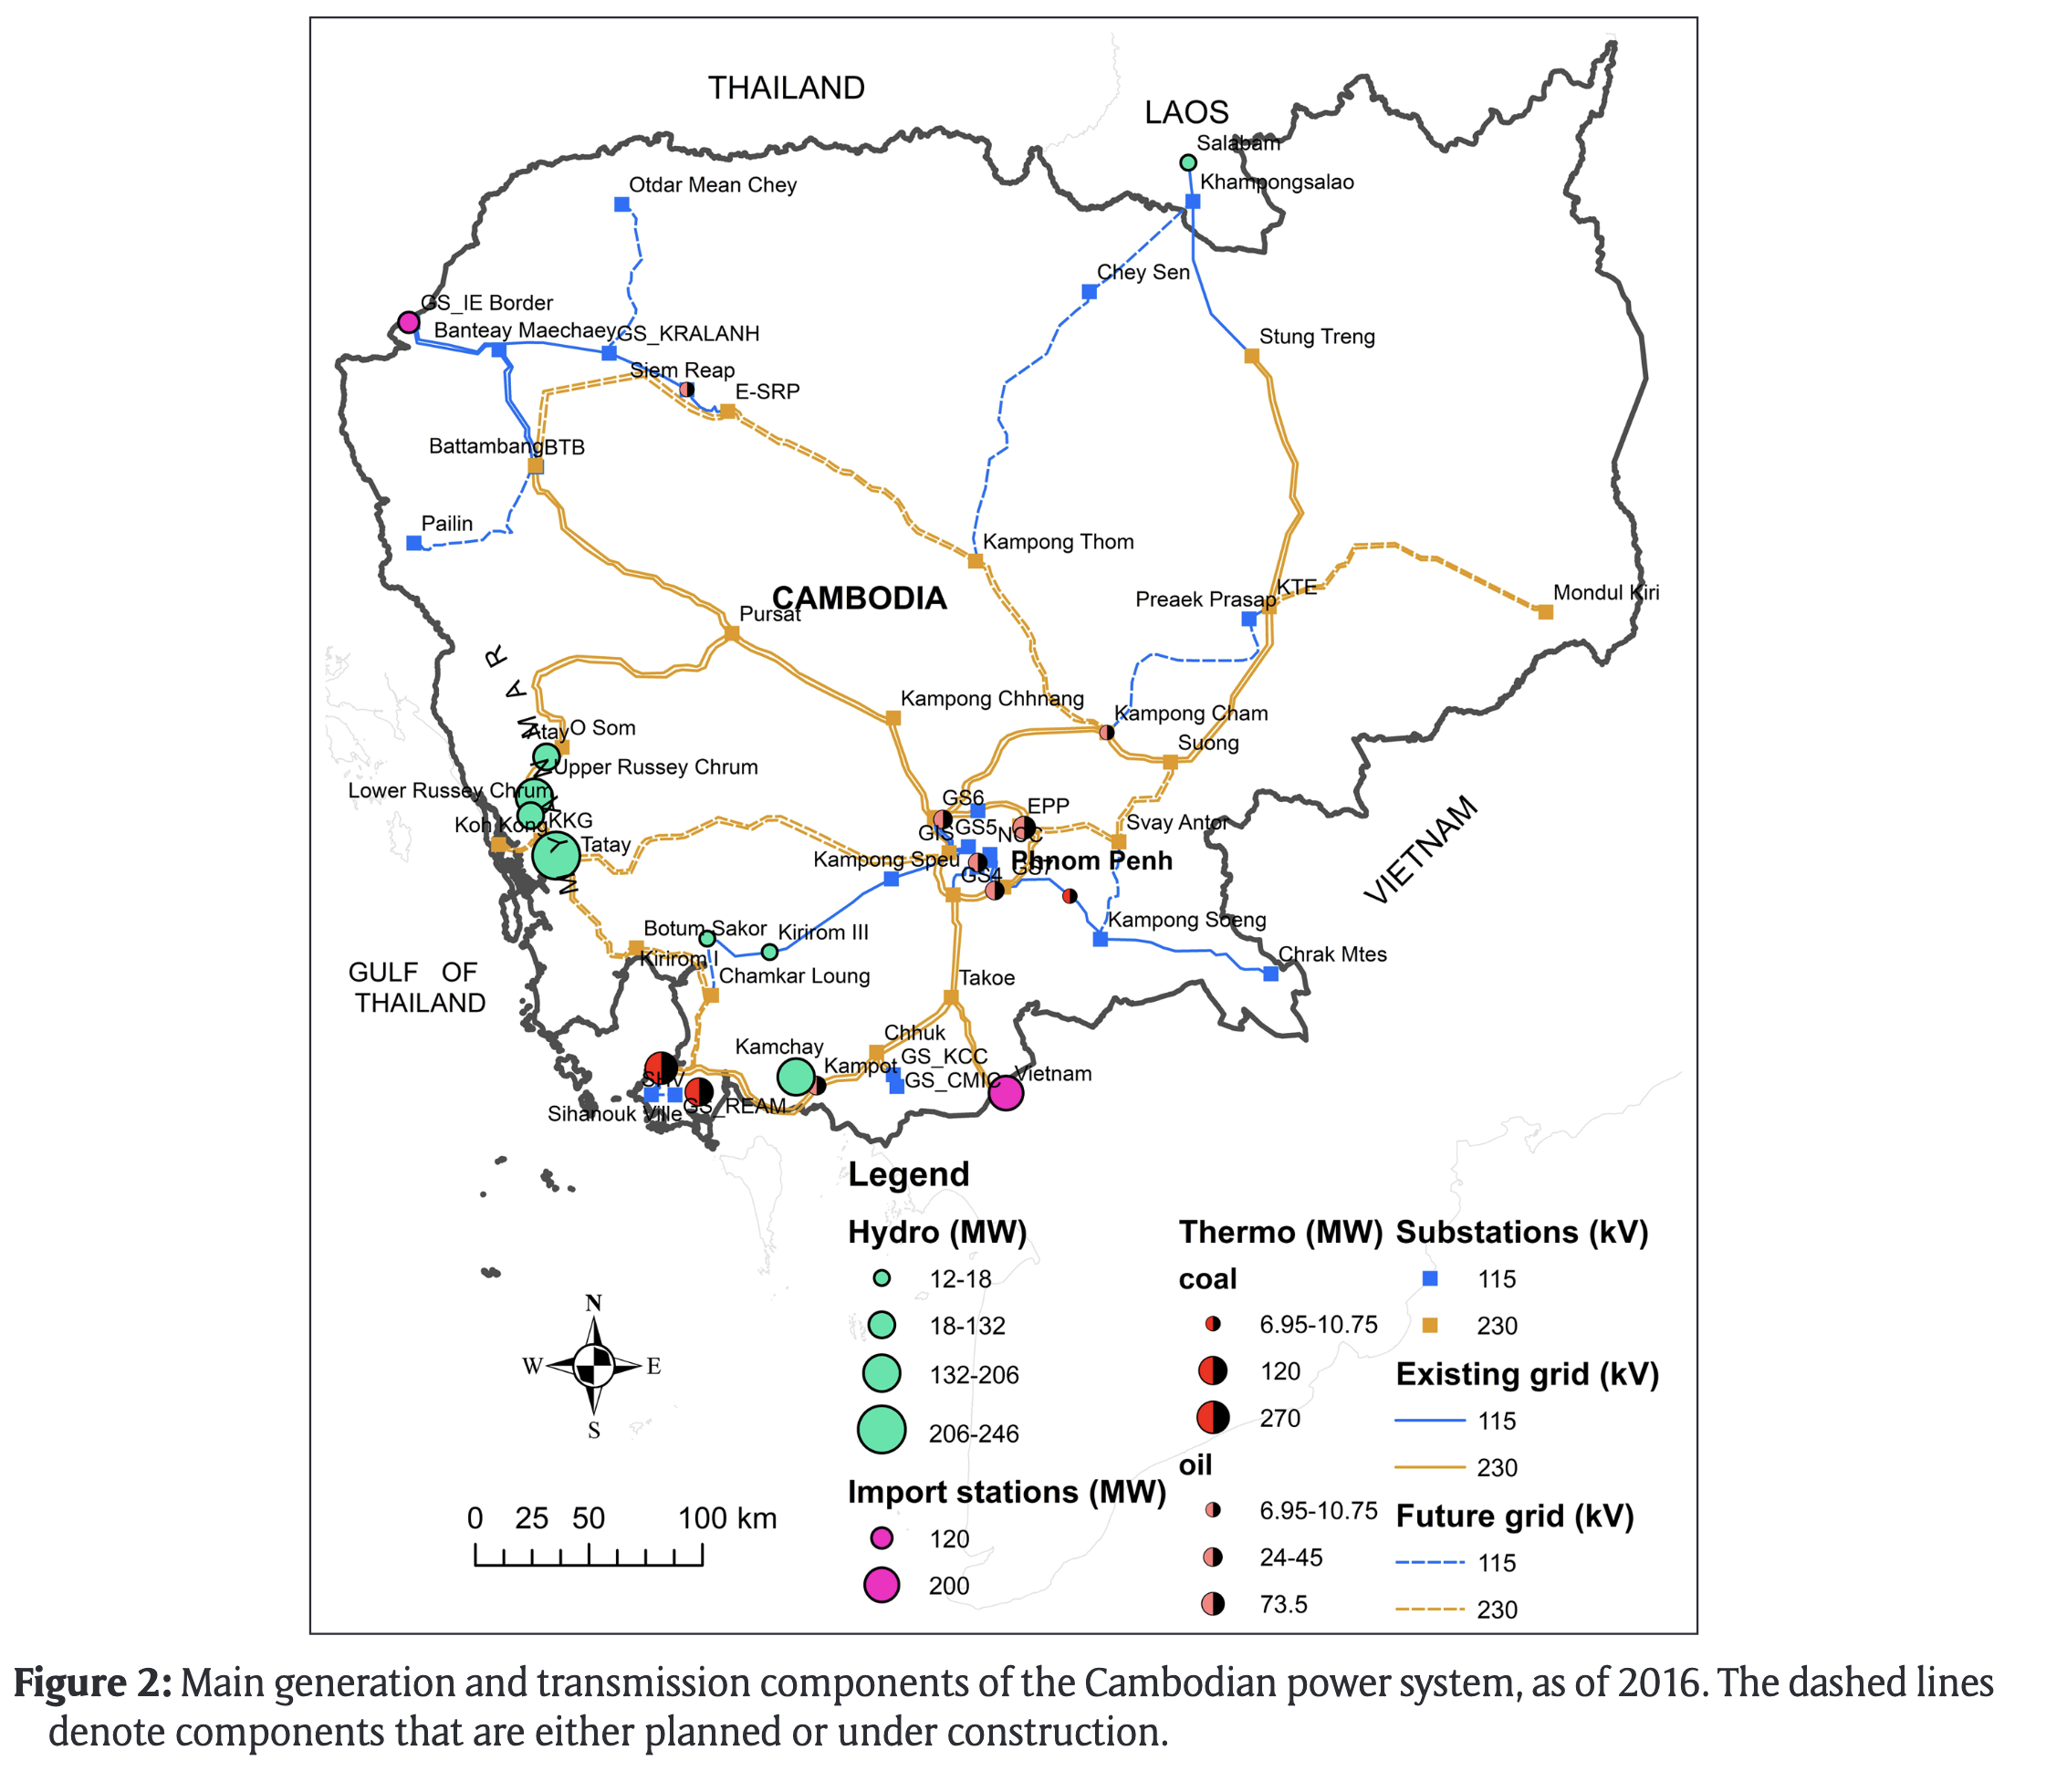 THAILAND
LAOS
Salabam
Khampongsalao
Otdar Mean Chey
Chey Sen
GS_IE Border
Banteay Maechaey
GS_KRALANH
Stung Treng
Siem Reap
E-SRP
Battambang
BTB
Pailin
Kampong Thom
CAMBODIA
Preaek Prasap
KTE
Mondul Kiri
Pursat
MYANMAR
Kampong Chhnang
Kampong Cham
Atay
O Som
Suong
Upper Russey Chrum
Lower Russey Chrum
GS6
EPP
Koh Kong
KKG
GIS
GS5
NCC
Svay Antor
Tatay
Kampong Speu
Phnom Penh
GS4
GS7
VIETNAM
Kampong Soeng
Botum Sakor
Kirirom III
Chrak Mtes
Kirirom I
GULF OF
THAILAND
Chamkar Loung
Takoe
Chhuk
Kamchay
Kampot
GS_KCC
GS_CMIC
Vietnam
SHV
Sihanouk Ville
GS_REAM
Legend
Hydro (MW)
12-18
18-132
132-206
206-246
Import stations (MW)
120
200
Thermo (MW)
coal
6.95-10.75
120
270
oil
6.95-10.75
24-45
73.5
Substations (kV)
115
230
Existing grid (kV)
115
230
Future grid (kV)
115
230
N
W E
S
0 25 50 100 km
Figure 2: Main generation and transmission components of the Cambodian power system, as of 2016. The dashed lines
denote components that are either planned or under construction.